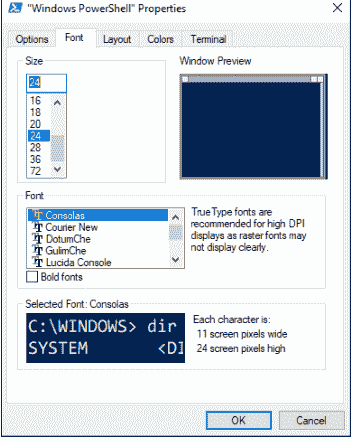 "Windows PowerShell" Properties
Options Font Layout Colors Terminal
Size
24
16
18
20
24
28
36
72
Window Preview
Font
Consolas
Courier New
DotumChe
GulimChe
Lucida Console
Bold fonts
TrueType fonts are
recommended for high DPI
displays as raster fonts may
not display clearly.
Selected Font: Consolas
C:\WINDOWS> dir
SYSTEM <DI
Each character is:
11 screen pixels wide
24 screen pixels high
OK Cancel